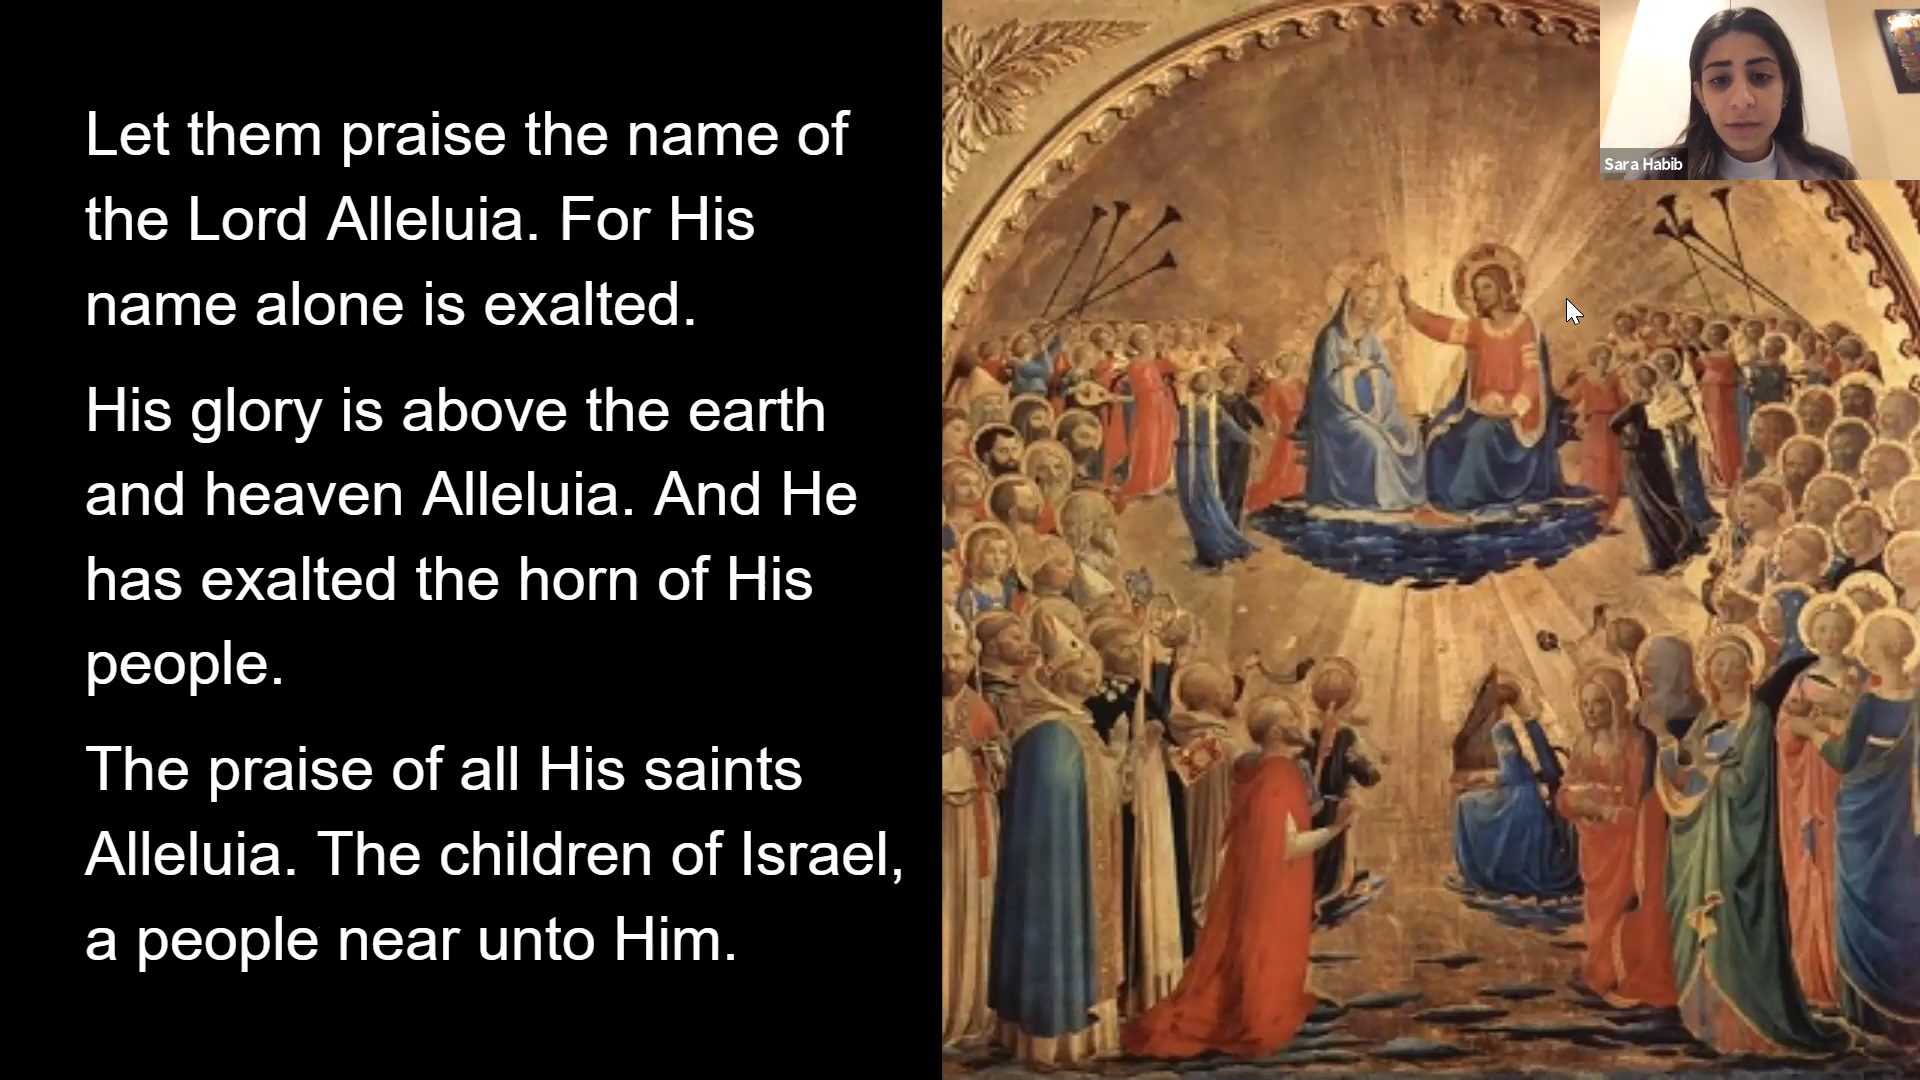 Let them praise the name of
the Lord Alleluia. For His
name alone is exalted.
His glory is above the earth
and heaven Alleluia. And He
has exalted the horn of His
people.
The praise of all His saints
Alleluia. The children of Israel,
a people near unto Him.
Sara Habib